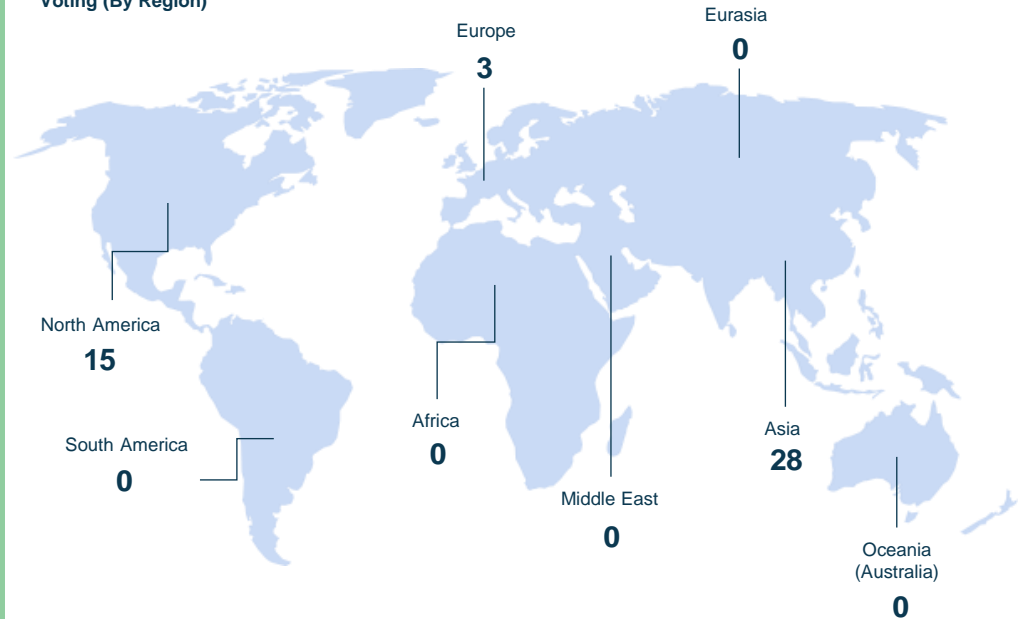 Voting (By Region)
Eurasia
0
Europe
3
North America
15
South America
0
Africa
0
Middle East
0
Asia
28
Oceania
(Australia)
0